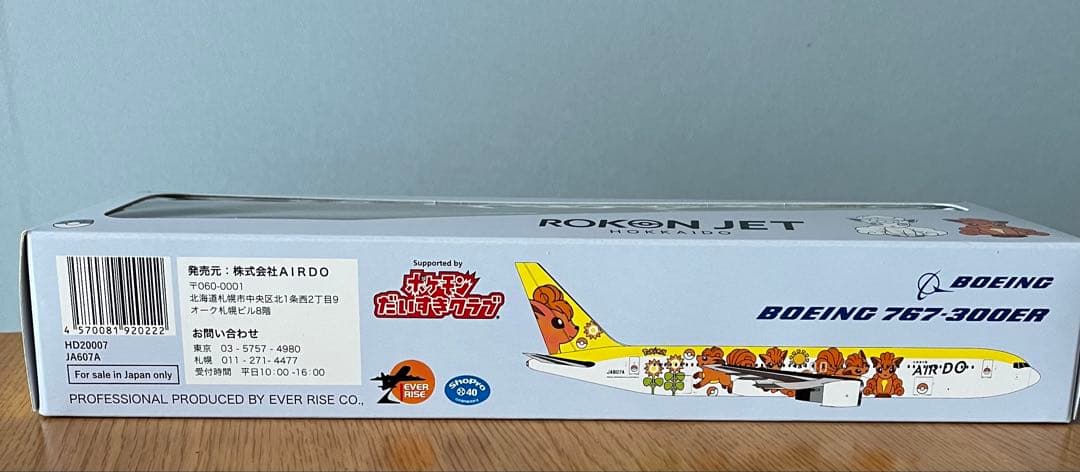 ROKON JET
HOKKAIDO
4 570081 920222
HD20007
JA607A
For sale in Japan only
発売元：株式会社AIRDO
〒060-0001
北海道札幌市中央区北1条西2丁目9
オーク札幌ビル8階
お問い合わせ
東京 03-5757-4980
札幌 011-271-4477
受付時間 平日10:00-16:00
PROFESSIONAL PRODUCED BY EVER RISE CO.,
Supported by
ポケモン
だいすきクラブ
EVER
RISE
ShoPro
40
BOEING
BOEING 767-300ER
JA607A
AIRDO